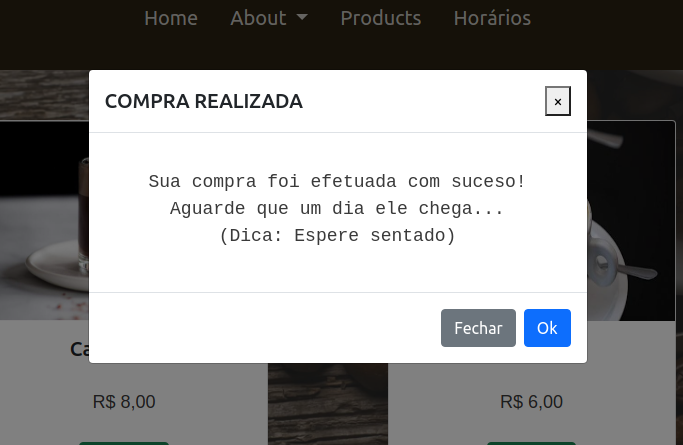 Home About Products Horários
COMPRA REALIZADA ×
Sua compra foi efetuada com suceso!
Aguarde que um dia ele chega...
(Dica: Espere sentado)
Fechar Ok
Ca
R$ 8,00 R$ 6,00